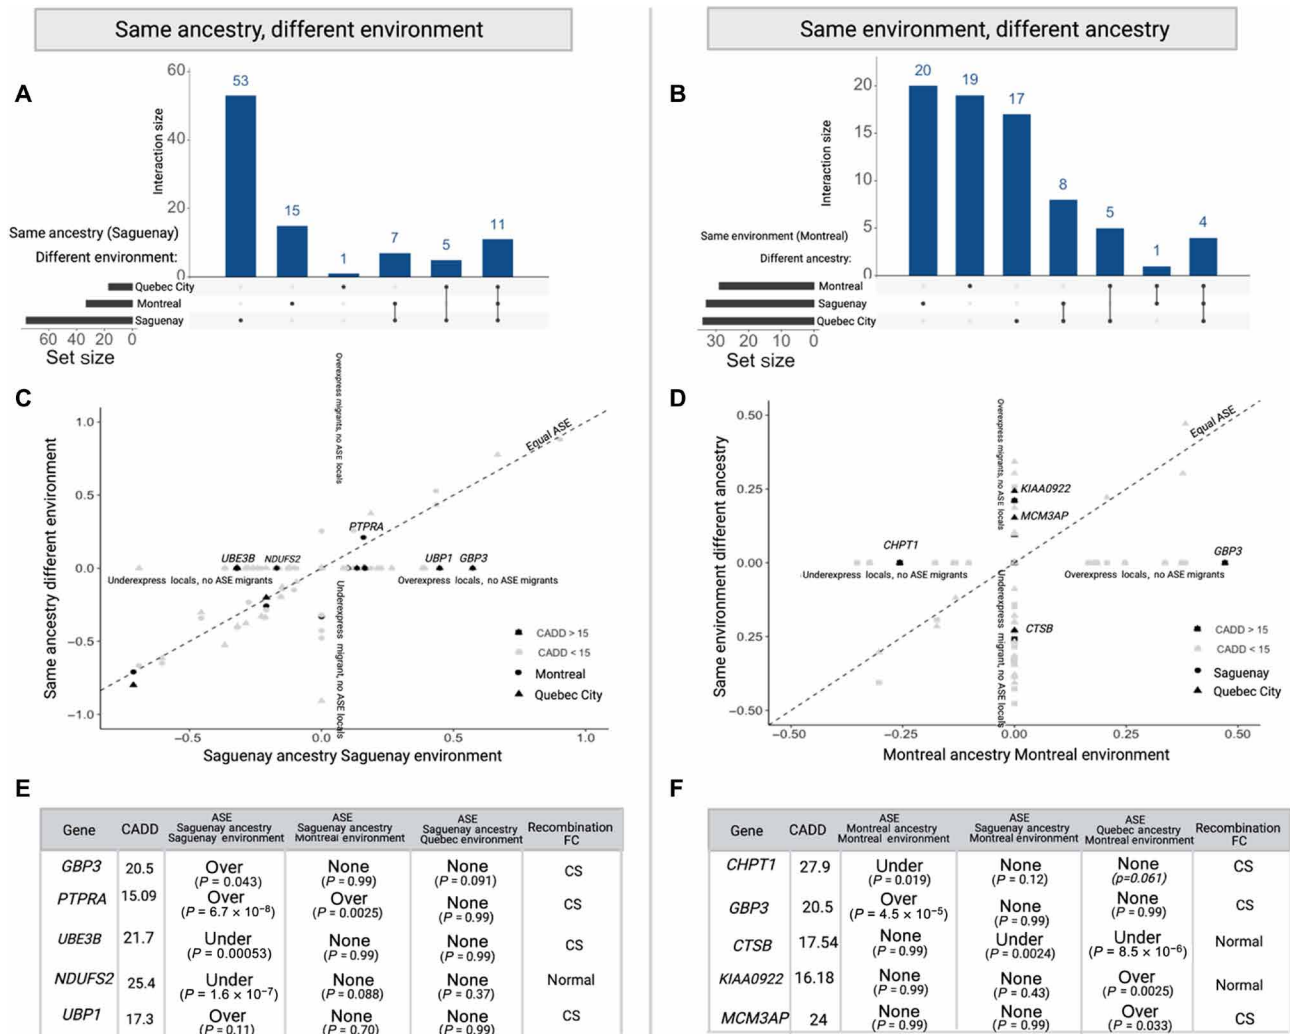 Same ancestry, different environment
Same environment, different ancestry
A
Interaction size
60
40
20
0
53
15
1
7
5
11
Same ancestry (Saguenay)
Different environment:
Quebec City
Montreal
Saguenay
60 40 20 0
Set size
B
Interaction size
20
15
10
5
0
20
19
17
8
5
1
4
Same environment (Montreal)
Different ancestry:
Montreal
Saguenay
Quebec City
30 20 10 0
Set size
C
Same ancestry different environment
1.0
0.5
0.0
−0.5
−1.0
Overexpress migrants, no ASE locals
Equal ASE
PTPRA
UBE3B
NDUFS2
UBP1 GBP3
Underexpress locals, no ASE migrants
Overexpress locals, no ASE migrants
Underexpress migrant, no ASE locals
CADD > 15
CADD < 15
Montreal
Quebec City
−0.5 0.0 0.5 1.0
Saguenay ancestry Saguenay environment
D
Same environment different ancestry
0.50
0.25
0.00
−0.25
−0.50
Overexpress migrants, no ASE locals
Equal ASE
KIAA0922
MCM3AP
CHPT1
GBP3
Underexpress locals, no ASE migrants
Overexpress locals, no ASE migrants
CTSB
Underexpress migrant, no ASE locals
CADD > 15
CADD < 15
Saguenay
Quebec City
−0.50 −0.25 0.00 0.25 0.50
Montreal ancestry Montreal environment
E
Gene CADD ASE Saguenay ancestry Saguenay environment ASE Saguenay ancestry Montreal environment ASE Saguenay ancestry Quebec environment Recombination FC
GBP3 20.5 Over (P = 0.043) None (P = 0.99) None (P = 0.091) CS
PTPRA 15.09 Over (P = 6.7 × 10⁻⁸) Over (P = 0.0025) None (P = 0.99) CS
UBE3B 21.7 Under (P = 0.00053) None (P = 0.99) None (P = 0.99) CS
NDUFS2 25.4 Under (P = 1.6 × 10⁻⁷) None (P = 0.088) None (P = 0.37) Normal
UBP1 17.3 Over (P = 0.11) None (P = 0.70) None (P = 0.99) CS
F
Gene CADD ASE Montreal ancestry Montreal environment ASE Saguenay ancestry Montreal environment ASE Quebec ancestry Montreal environment Recombination FC
CHPT1 27.9 Under (P = 0.019) None (P = 0.12) None (p=0.061) CS
GBP3 20.5 Over (P = 4.5 × 10⁻⁵) None (P = 0.99) None (P = 0.99) CS
CTSB 17.54 None (P = 0.99) Under (P = 0.0024) Under (P = 8.5 × 10⁻⁶) Normal
KIAA0922 16.18 None (P = 0.99) None (P = 0.43) Over (P = 0.0025) Normal
MCM3AP 24 None (P = 0.99) None (P = 0.99) Over (P = 0.033) CS